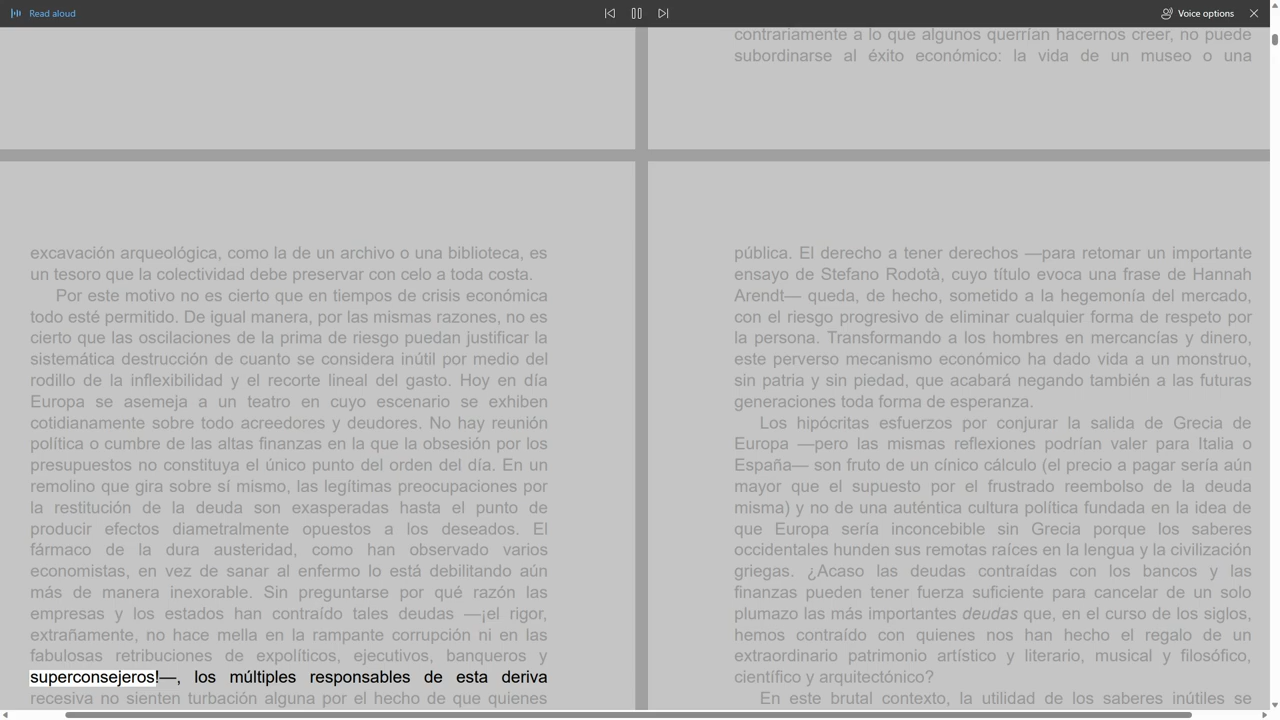 Read aloud
Voice options
contrariamente a lo que algunos querrían hacernos creer, no puede
subordinarse al éxito económico: la vida de un museo o una
excavación arqueológica, como la de un archivo o una biblioteca, es
un tesoro que la colectividad debe preservar con celo a toda costa.
Por este motivo no es cierto que en tiempos de crisis económica
todo esté permitido. De igual manera, por las mismas razones, no es
cierto que las oscilaciones de la prima de riesgo puedan justificar la
sistemática destrucción de cuanto se considera inútil por medio del
rodillo de la inflexibilidad y el recorte lineal del gasto. Hoy en día
Europa se asemeja a un teatro en cuyo escenario se exhiben
cotidianamente sobre todo acreedores y deudores. No hay reunión
política o cumbre de las altas finanzas en la que la obsesión por los
presupuestos no constituya el único punto del orden del día. En un
remolino que gira sobre sí mismo, las legítimas preocupaciones por
la restitución de la deuda son exasperadas hasta el punto de
producir efectos diametralmente opuestos a los deseados. El
fármaco de la dura austeridad, como han observado varios
economistas, en vez de sanar al enfermo lo está debilitando aún
más de manera inexorable. Sin preguntarse por qué razón las
empresas y los estados han contraído tales deudas —¡el rigor,
extrañamente, no hace mella en la rampante corrupción ni en las
fabulosas retribuciones de expolíticos, ejecutivos, banqueros y
superconsejeros!—, los múltiples responsables de esta deriva
recesiva no sienten turbación alguna por el hecho de que quienes
pública. El derecho a tener derechos —para retomar un importante
ensayo de Stefano Rodotà, cuyo título evoca una frase de Hannah
Arendt— queda, de hecho, sometido a la hegemonía del mercado,
con el riesgo progresivo de eliminar cualquier forma de respeto por
la persona. Transformando a los hombres en mercancías y dinero,
este perverso mecanismo económico ha dado vida a un monstruo,
sin patria y sin piedad, que acabará negando también a las futuras
generaciones toda forma de esperanza.
Los hipócritas esfuerzos por conjurar la salida de Grecia de
Europa —pero las mismas reflexiones podrían valer para Italia o
España— son fruto de un cínico cálculo (el precio a pagar sería aún
mayor que el supuesto por el frustrado reembolso de la deuda
misma) y no de una auténtica cultura política fundada en la idea de
que Europa sería inconcebible sin Grecia porque los saberes
occidentales hunden sus remotas raíces en la lengua y la civilización
griegas. ¿Acaso las deudas contraídas con los bancos y las
finanzas pueden tener fuerza suficiente para cancelar de un solo
plumazo las más importantes deudas que, en el curso de los siglos,
hemos contraído con quienes nos han hecho el regalo de un
extraordinario patrimonio artístico y literario, musical y filosófico,
científico y arquitectónico?
En este brutal contexto, la utilidad de los saberes inútiles se